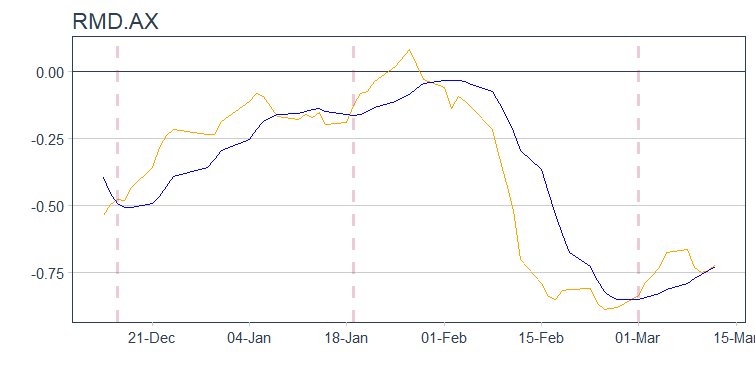 RMD.AX
0.00
-0.25
-0.50
-0.75
21-Dec
04-Jan
18-Jan
01-Feb
15-Feb
01-Mar
15-Mar